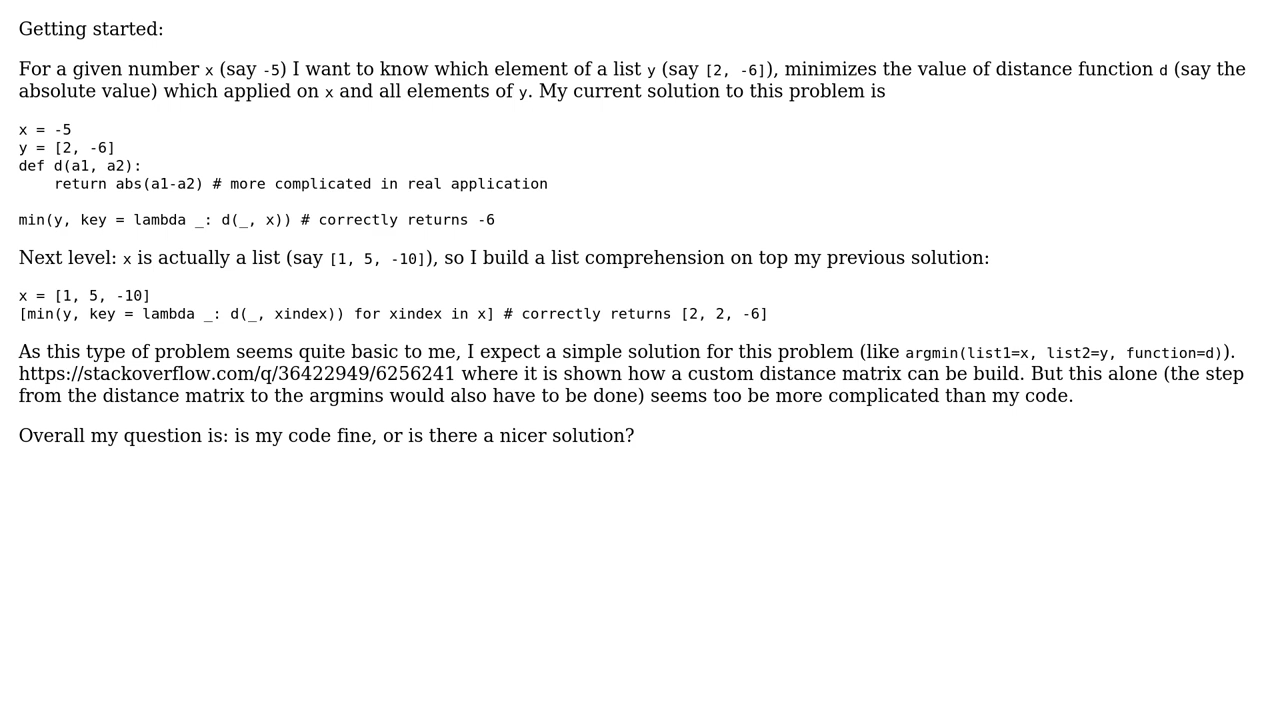 Getting started:
For a given number x (say -5) I want to know which element of a list y (say [2, -6]), minimizes the value of distance function d (say the
absolute value) which applied on x and all elements of y. My current solution to this problem is
x = -5
y = [2, -6]
def d(a1, a2):
    return abs(a1-a2) # more complicated in real application
min(y, key = lambda _: d(_, x)) # correctly returns -6
Next level: x is actually a list (say [1, 5, -10]), so I build a list comprehension on top my previous solution:
x = [1, 5, -10]
[min(y, key = lambda _: d(_, xindex)) for xindex in x] # correctly returns [2, 2, -6]
As this type of problem seems quite basic to me, I expect a simple solution for this problem (like argmin(list1=x, list2=y, function=d)).
https://stackoverflow.com/q/36422949/6256241 where it is shown how a custom distance matrix can be build. But this alone (the step
from the distance matrix to the argmins would also have to be done) seems too be more complicated than my code.
Overall my question is: is my code fine, or is there a nicer solution?